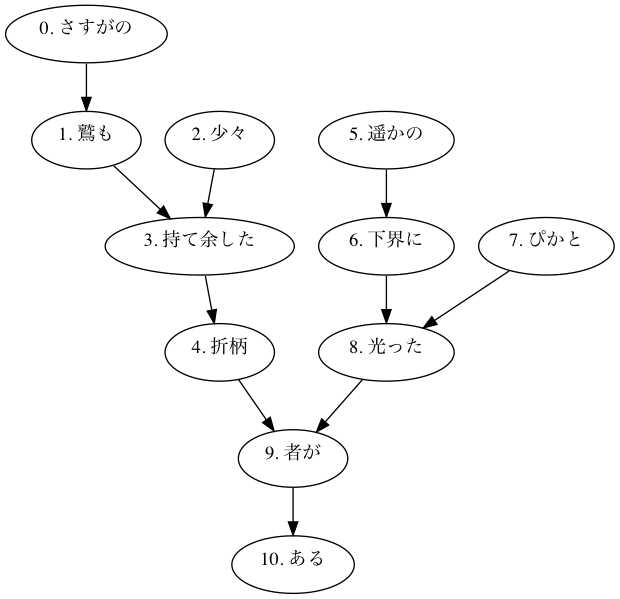 0. さすがの
1. 鷲も
2. 少々
5. 遥かの
3. 持て余した
6. 下界に
7. ぴかと
4. 折柄
8. 光った
9. 者が
10. ある